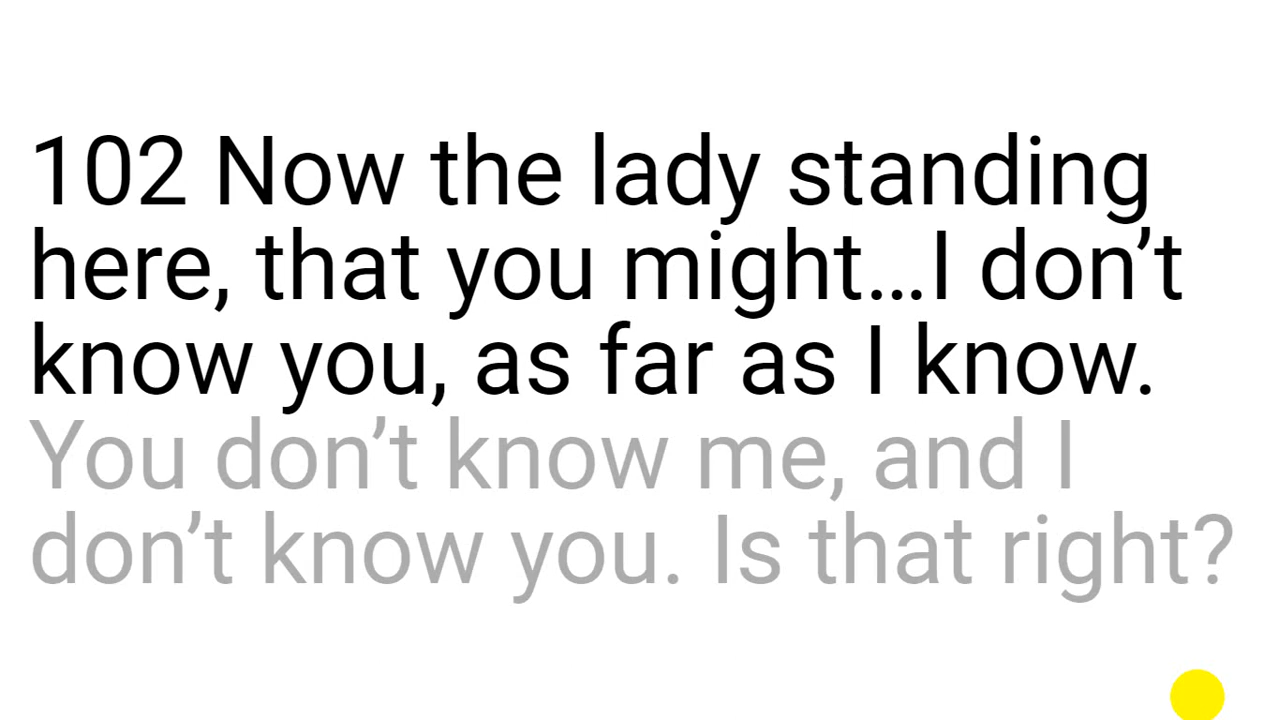 102 Now the lady standing
here, that you might…I don’t
know you, as far as I know.
You don’t know me, and I
don’t know you. Is that right?